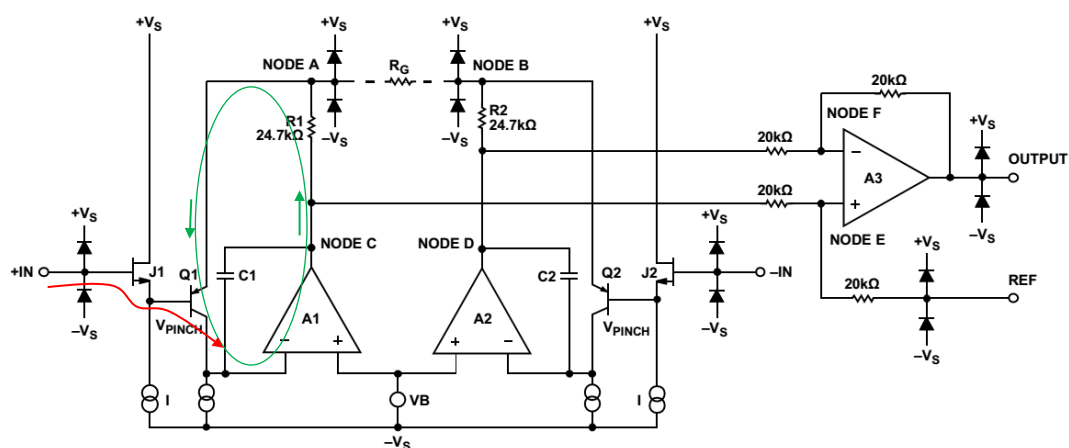 +VS
+VS
+VS
+VS
NODE A
RG
NODE B
R1
24.7kΩ
–VS
–VS
R2
24.7kΩ
20kΩ
NODE F
+VS
20kΩ
–
A3
OUTPUT
20kΩ
+
–VS
NODE E
+VS
+IN
J1
–VS
Q1
VPINCH
C1
NODE C
NODE D
C2
Q2
J2
+VS
–IN
–VS
VPINCH
A1
A2
–
+
+
–
+VS
REF
20kΩ
–VS
I
VB
I
–VS